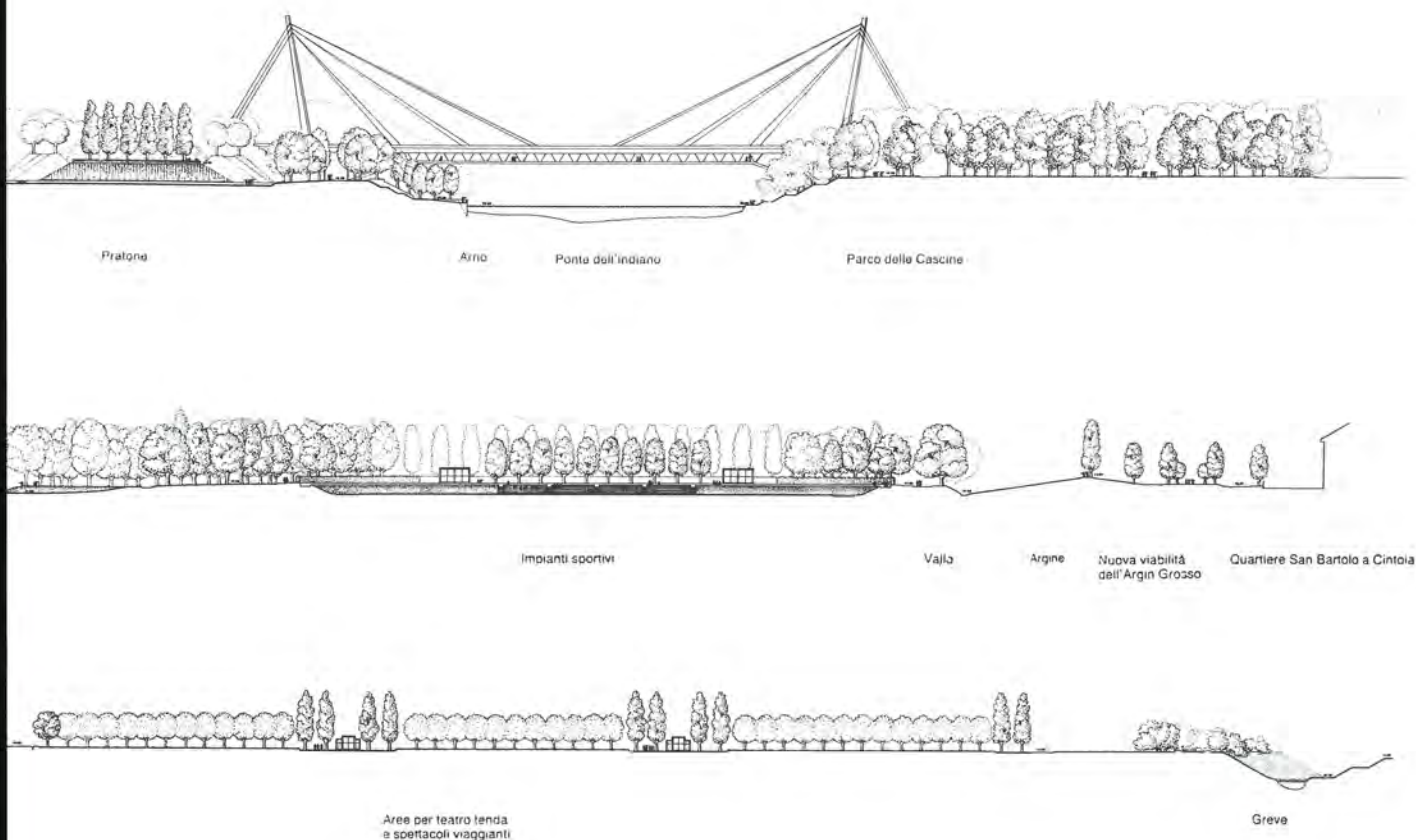 Pratone
Arno
Ponte dell'indiano
Parco delle Cascine
Impianti sportivi
Vallo
Argine
Nuova viabilità
dell'Argin Grosso
Quartiere San Bartolo a Cintoia
Aree per teatro tenda
e spettacoli viaggianti
Greve